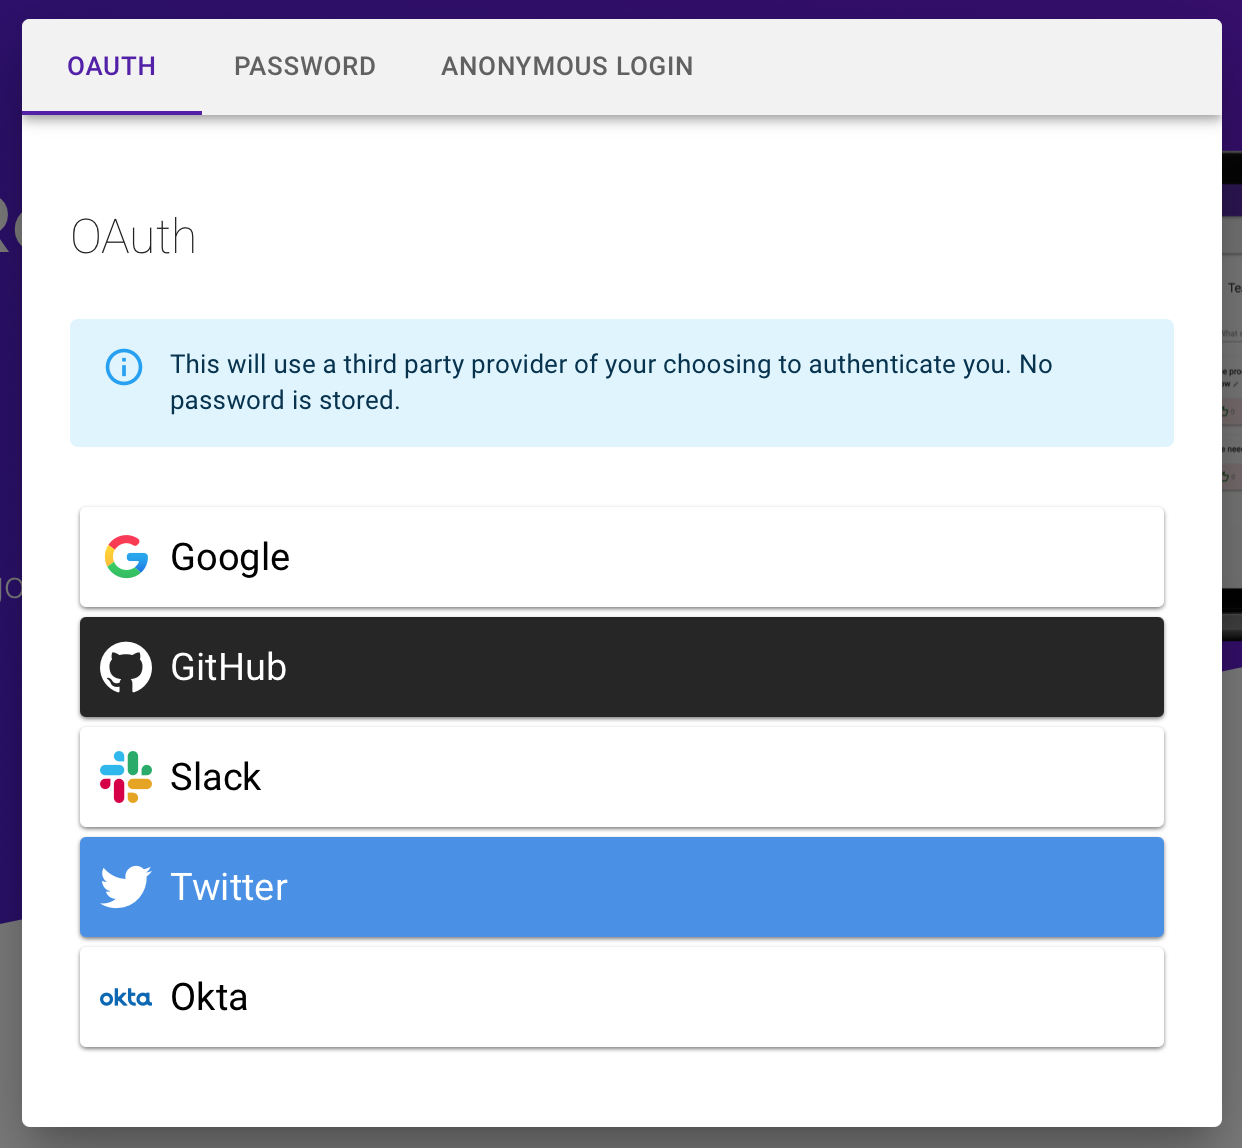 OAUTH PASSWORD ANONYMOUS LOGIN
OAuth
This will use a third party provider of your choosing to authenticate you. No
password is stored.
Google
GitHub
Slack
Twitter
okta Okta